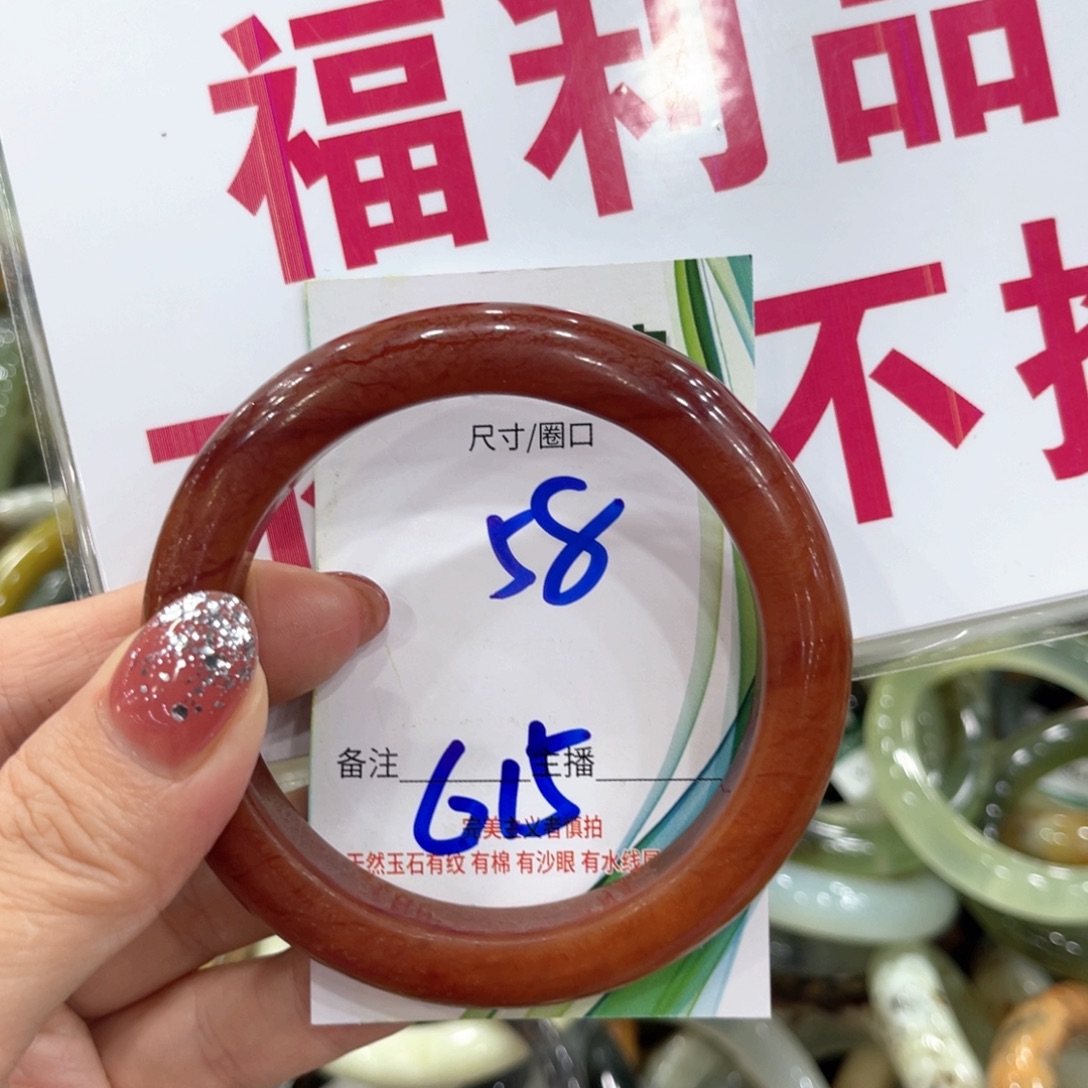 福利品
不
尺寸/圈口
58
备注 主播
G15
完美主义者慎拍
天然玉石有纹 有棉 有沙眼 有水线